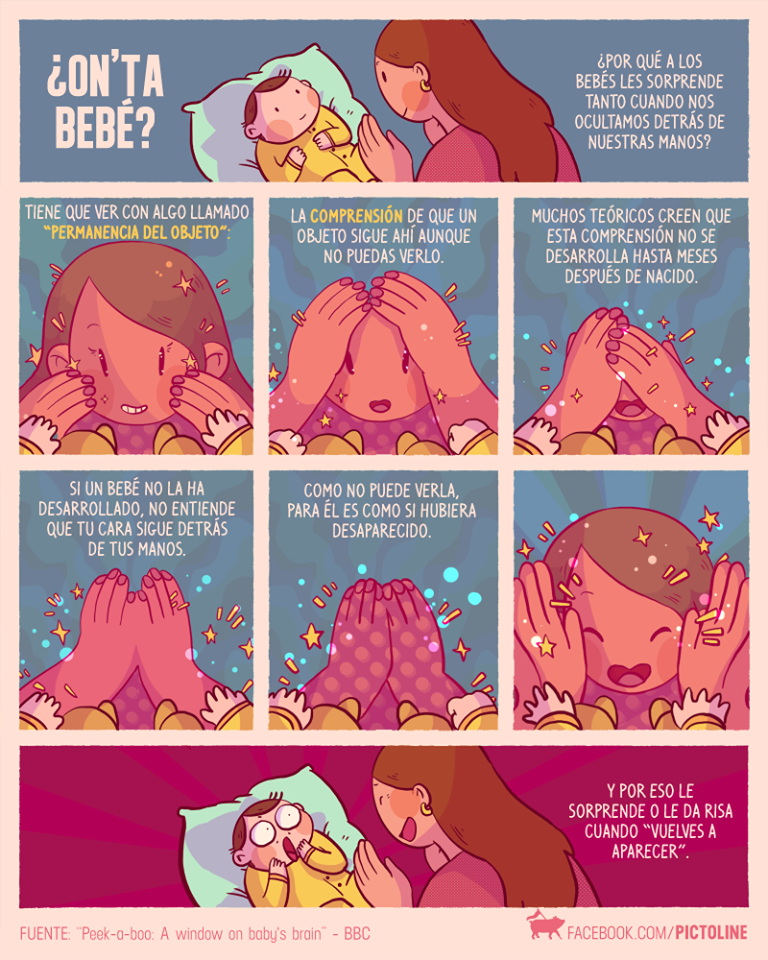 ¿ON'TA
BEBÉ?
¿POR QUÉ A LOS
BEBÉS LES SORPRENDE
TANTO CUANDO NOS
OCULTAMOS DETRÁS DE
NUESTRAS MANOS?
TIENE QUE VER CON ALGO LLAMADO
"PERMANENCIA DEL OBJETO":
LA COMPRENSIÓN DE QUE UN
OBJETO SIGUE AHÍ AUNQUE
NO PUEDAS VERLO.
MUCHOS TEÓRICOS CREEN QUE
ESTA COMPRENSIÓN NO SE
DESARROLLA HASTA MESES
DESPUÉS DE NACIDO.
SI UN BEBÉ NO LA HA
DESARROLLADO, NO ENTIENDE
QUE TU CARA SIGUE DETRÁS
DE TUS MANOS.
COMO NO PUEDE VERLA,
PARA ÉL ES COMO SI HUBIERA
DESAPARECIDO.
Y POR ESO LE
SORPRENDE O LE DA RISA
CUANDO "VUELVES A
APARECER".
FUENTE: "Peek-a-boo: A window on baby's brain" - BBC
FACEBOOK.COM/PICTOLINE